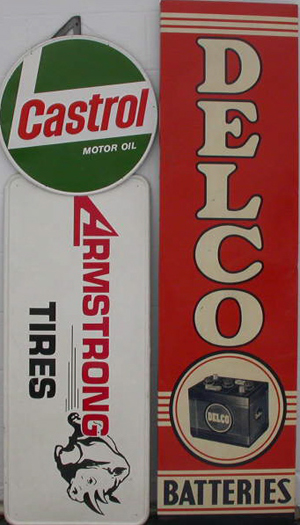 Castrol
MOTOR OIL
ARMSTRONG
TIRES
DELCO
DELCO
BATTERIES